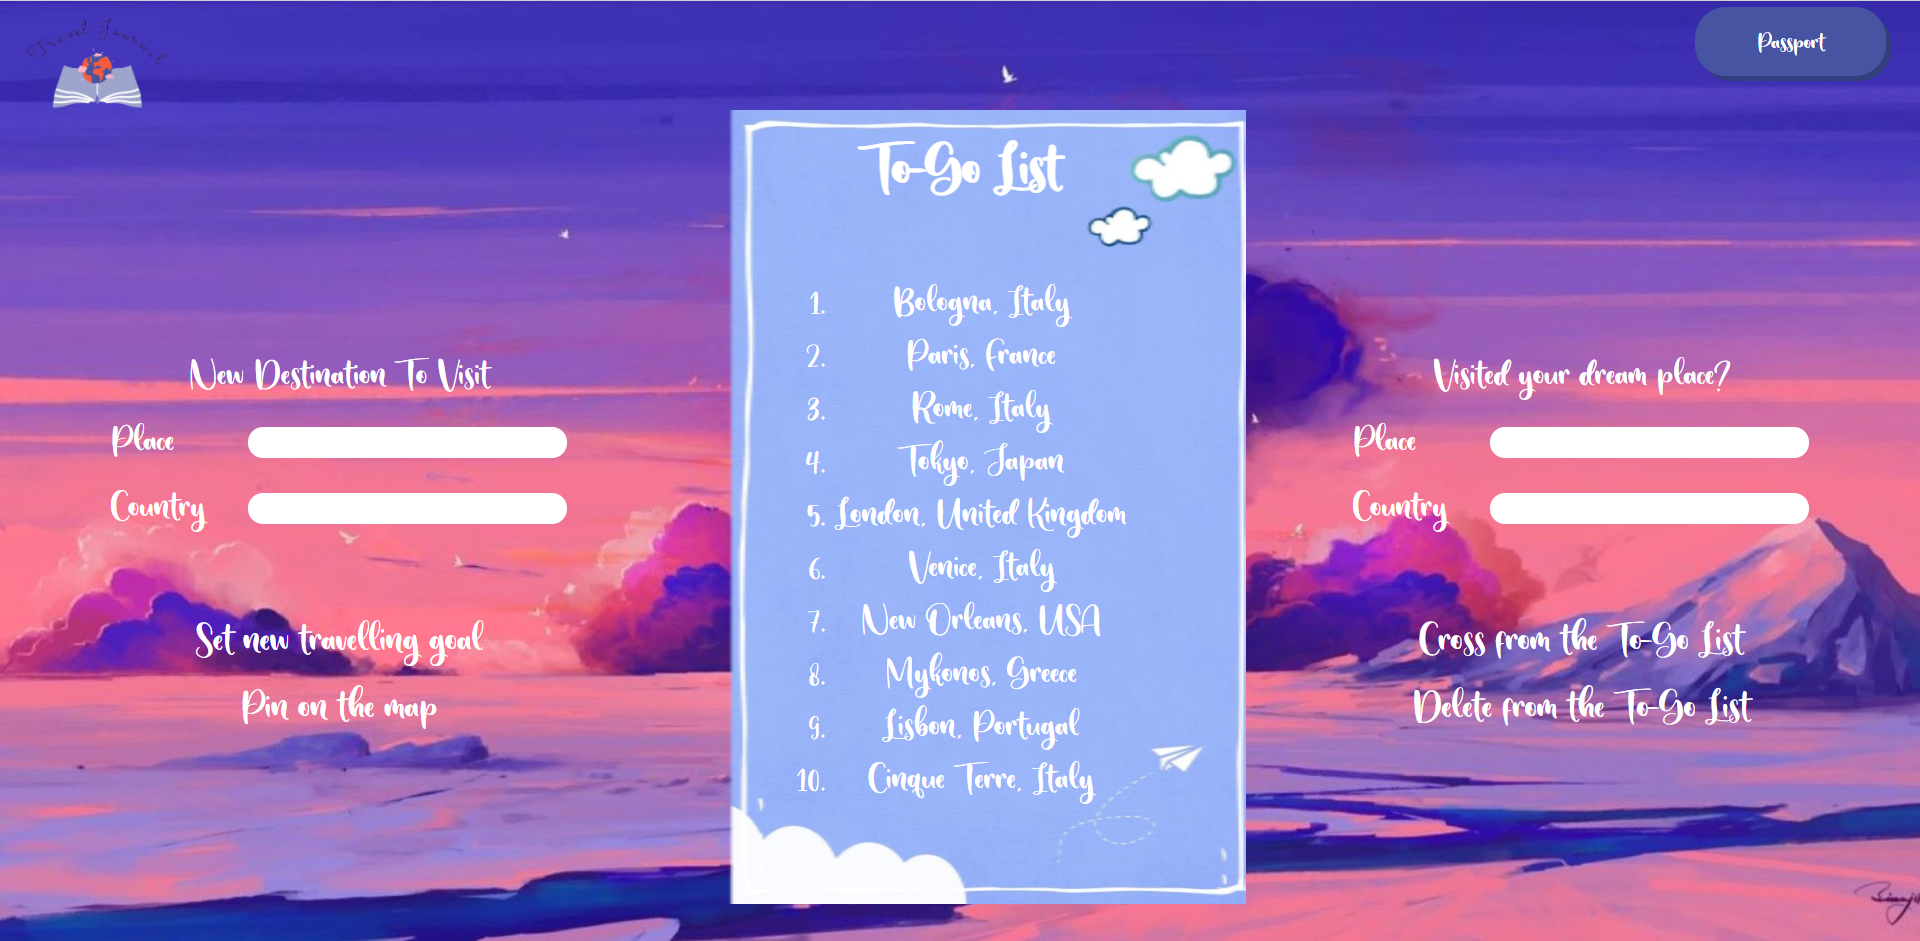 Travel Journal
Passport
To-Go List
1. Bologna, Italy
2. Paris, France
3. Rome, Italy
4. Tokyo, Japan
5. London, United Kingdom
6. Venice, Italy
7. New Orleans, USA
8. Mykonos, Greece
9. Lisbon, Portugal
10. Cinque Terre, Italy
New Destination To Visit
Place
Country
Set new travelling goal
Pin on the map
Visited your dream place?
Place
Country
Cross from the To-Go List
Delete from the To-Go List